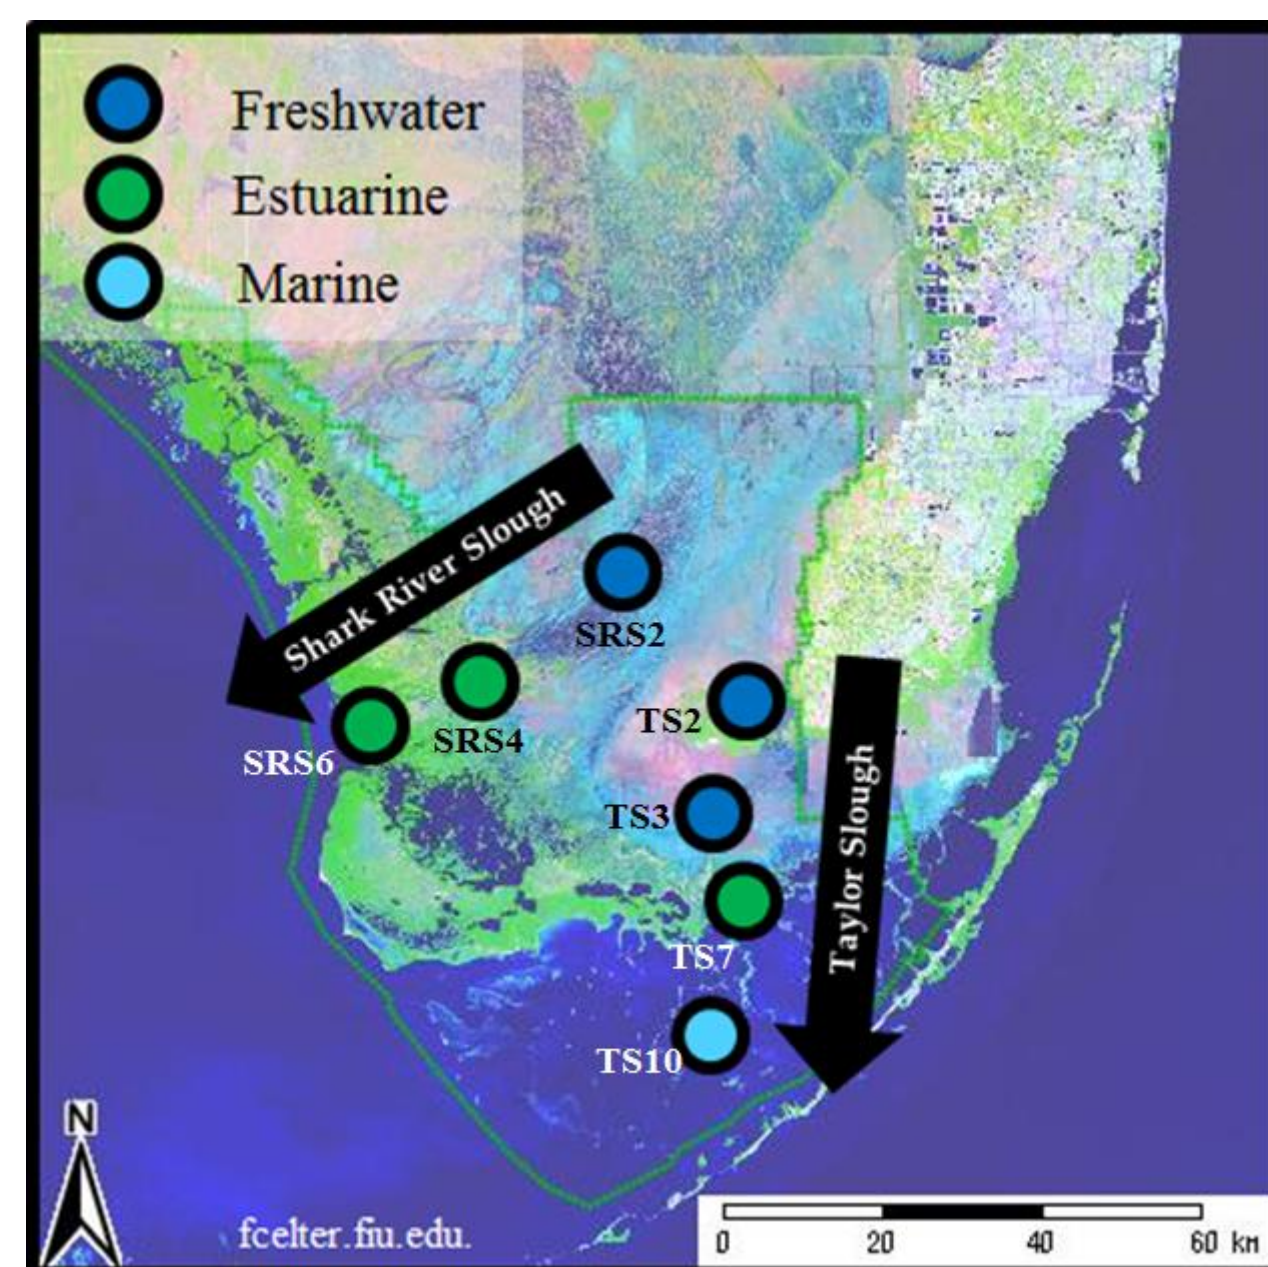 Freshwater
Estuarine
Marine
Shark River Slough
SRS2
SRS4
SRS6
TS2
TS3
Taylor Slough
TS7
TS10
N
fcelter.fiu.edu.
0 20 40 60 km